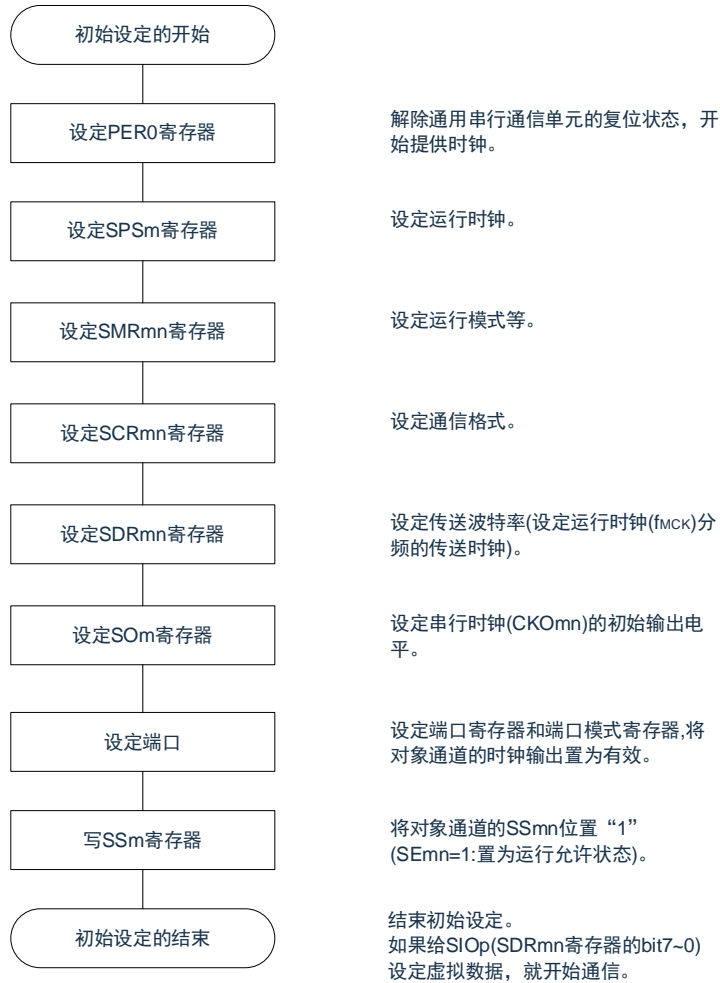 初始设定的开始
设定PER0寄存器
解除通用串行通信单元的复位状态，开
始提供时钟。
设定SPSm寄存器
设定运行时钟。
设定SMRmn寄存器
设定运行模式等。
设定SCRmn寄存器
设定通信格式。
设定SDRmn寄存器
设定传送波特率(设定运行时钟(fMCK)分
频的传送时钟)。
设定SOm寄存器
设定串行时钟(CKOmn)的初始输出电
平。
设定端口
设定端口寄存器和端口模式寄存器,将
对象通道的时钟输出置为有效。
写SSm寄存器
将对象通道的SSmn位置“1”
(SEmn=1:置为运行允许状态)。
初始设定的结束
结束初始设定。
如果给SIOp(SDRmn寄存器的bit7~0)
设定虚拟数据，就开始通信。